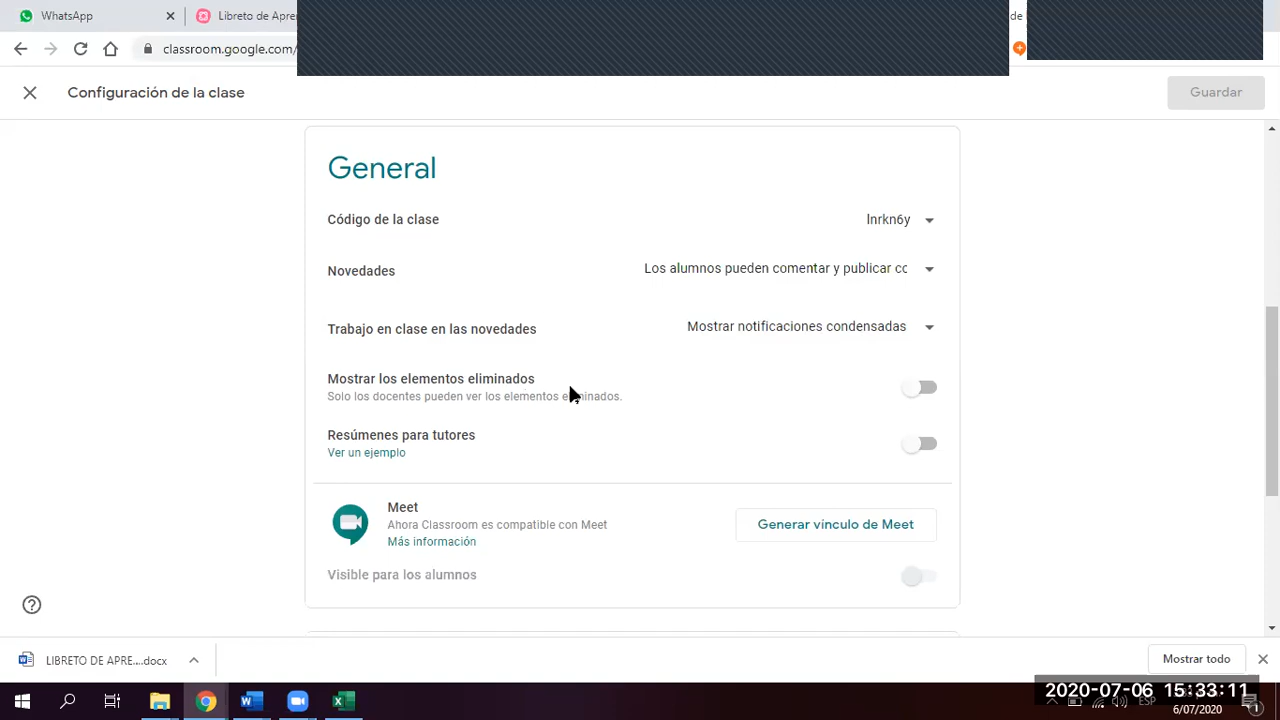 WhatsApp
Libreto de Apre
de
classroom.google.com/
Configuración de la clase
Guardar
General
Código de la clase
lnrkn6y
Novedades
Los alumnos pueden comentar y publicar cc
Trabajo en clase en las novedades
Mostrar notificaciones condensadas
Mostrar los elementos eliminados
Solo los docentes pueden ver los elementos eliminados.
Resúmenes para tutores
Ver un ejemplo
Meet
Ahora Classroom es compatible con Meet
Generar vínculo de Meet
Más información
Visible para los alumnos
LIBRETO DE APRE....docx
Mostrar todo
2020-07-06 15:33:11
ESP
6/07/2020